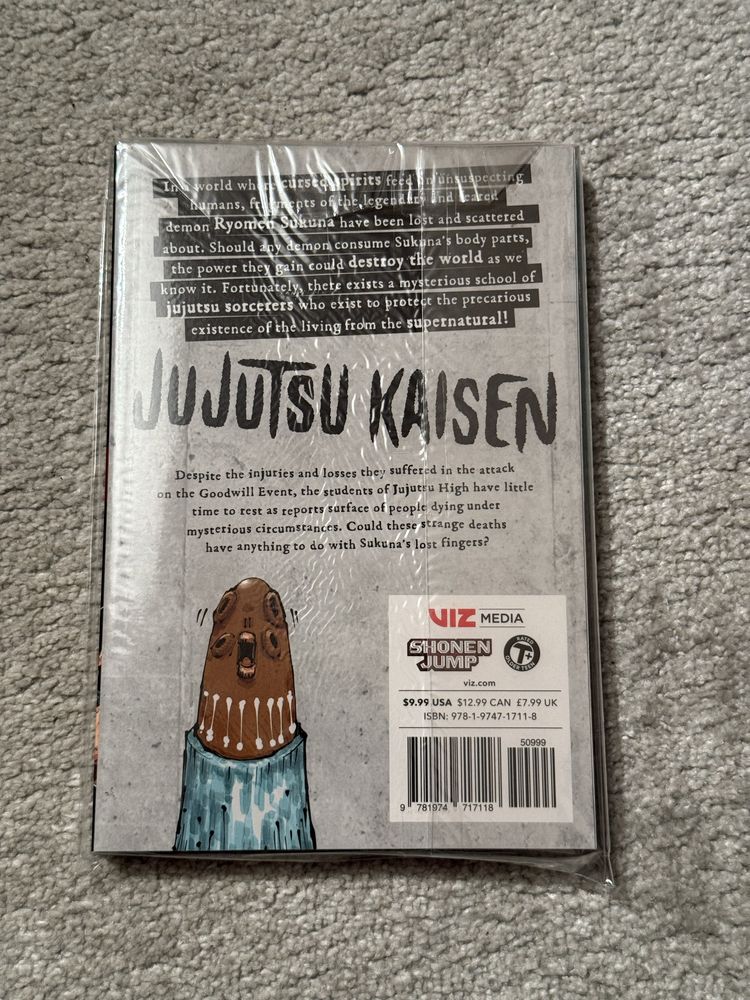 In a world where cursed spirits feed on unsuspecting
humans, fragments of the legendary and feared
demon Ryomen Sukuna have been lost and scattered
about. Should any demon consume Sukuna's body parts,
the power they gain could destroy the world as we
know it. Fortunately, there exists a mysterious school of
jujutsu sorcerers who exist to protect the precarious
existence of the living from the supernatural!
JUJUTSU KAISEN
Despite the injuries and losses they suffered in the attack
on the Goodwill Event, the students of Jujutsu High have little
time to rest as reports surface of people dying under
mysterious circumstances. Could these strange deaths
have anything to do with Sukuna's lost fingers?
VIZ MEDIA
SHONEN
JUMP
RATED
T+
OLDER TEEN
viz.com
$9.99 USA $12.99 CAN £7.99 UK
ISBN: 978-1-9747-1711-8
50999
9 781974 717118